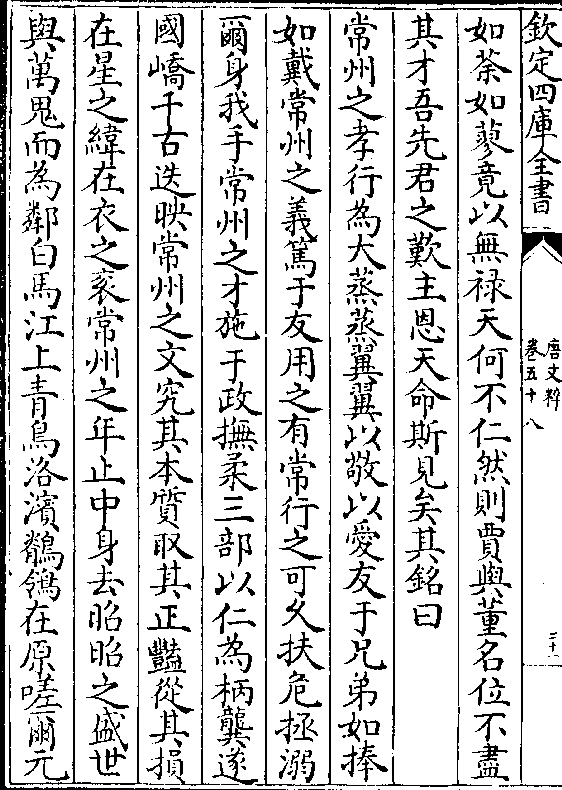 欽定四庫全書
唐文粹
卷五十八
三十一
如荼如蓼竟以無禄天何不仁然則賈與董名位不盡
其才吾先君之歎主恩天命斯見矣其銘曰
常州之孝行為大蒸蒸翼翼以敬以愛友于兄弟如捧
如戴常州之義篤于友用之有常行之可久扶危拯溺
爾身我手常州之才施于政撫柔三部以仁為柄龔遂
國僑千古迭映常州之文究其本質取其正豔從其損
在星之緯在衣之衮常州之年止中身去昭昭之盛世
與萬鬼而為鄰白馬江上青烏洛濱鶺鴒在原嗟爾元